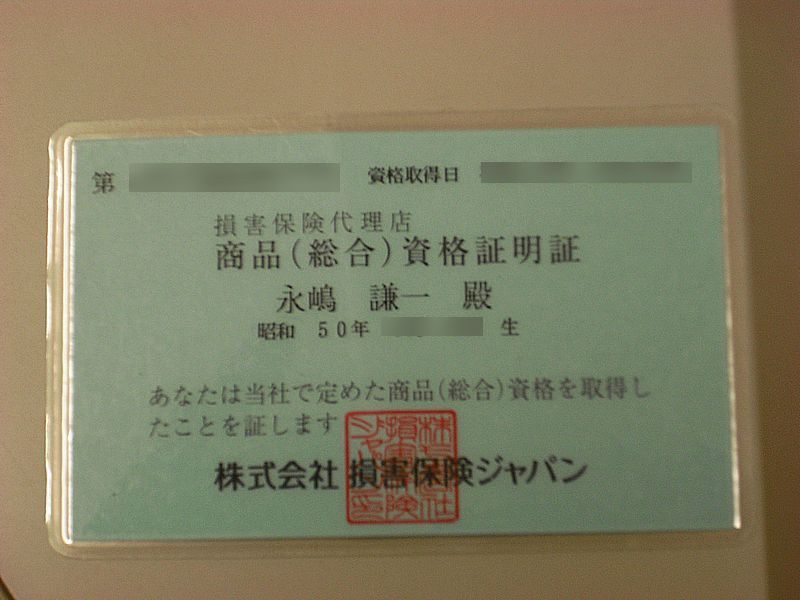 第 資格取得日
損害保険代理店
商品(総合)資格証明証
永嶋 謙一 殿
昭和 50年 生
あなたは当社で定めた商品(総合)資格を取得し
たことを証します
株式会社 損害保険ジャパン